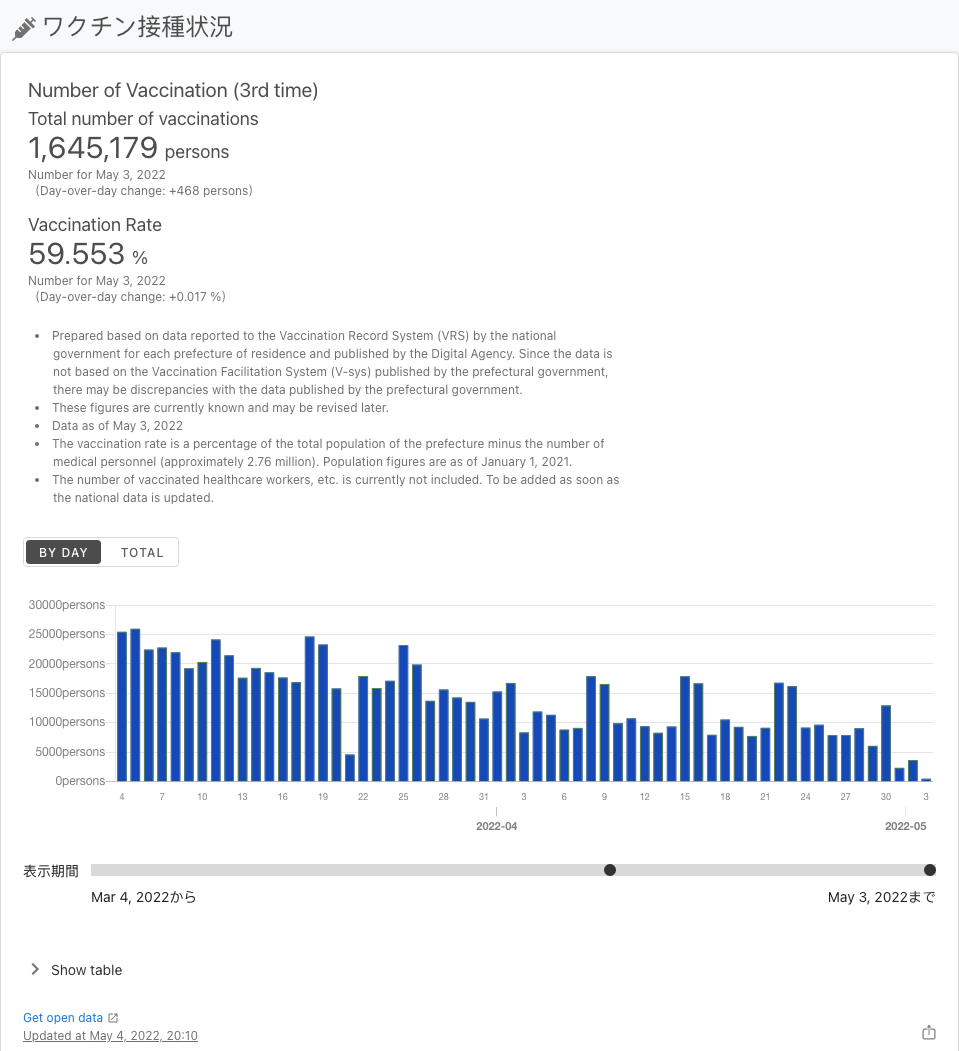 ワクチン接種状況
Number of Vaccination (3rd time)
Total number of vaccinations
1,645,179 persons
Number for May 3, 2022
(Day-over-day change: +468 persons)
Vaccination Rate
59.553 %
Number for May 3, 2022
(Day-over-day change: +0.017 %)
• Prepared based on data reported to the Vaccination Record System (VRS) by the national
government for each prefecture of residence and published by the Digital Agency. Since the data is
not based on the Vaccination Facilitation System (V-sys) published by the prefectural government,
there may be discrepancies with the data published by the prefectural government.
• These figures are currently known and may be revised later.
• Data as of May 3, 2022
• The vaccination rate is a percentage of the total population of the prefecture minus the number of
medical personnel (approximately 2.76 million). Population figures are as of January 1, 2021.
• The number of vaccinated healthcare workers, etc. is currently not included. To be added as soon as
the national data is updated.
BY DAY TOTAL
30000persons
25000persons
20000persons
15000persons
10000persons
5000persons
0persons
4 7 10 13 16 19 22 25 28 31 3 6 9 12 15 18 21 24 27 30 3
2022-04 2022-05
表示期間
Mar 4, 2022から May 3, 2022まで
Show table
Get open data
Updated at May 4, 2022, 20:10